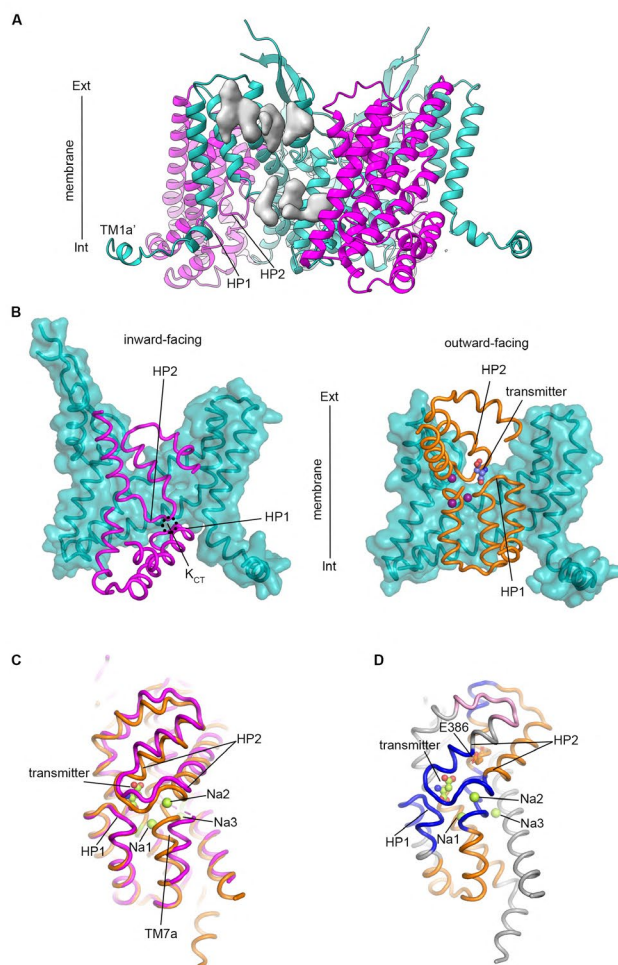 A
Ext
membrane
Int
TM1a'
HP1
HP2
B
inward-facing
outward-facing
HP2
HP2
transmitter
Ext
membrane
Int
HP1
KCT
HP1
C
D
E386
HP2
transmitter
HP2
transmitter
Na2
Na2
Na3
Na3
HP1
Na1
HP1
Na1
TM7a